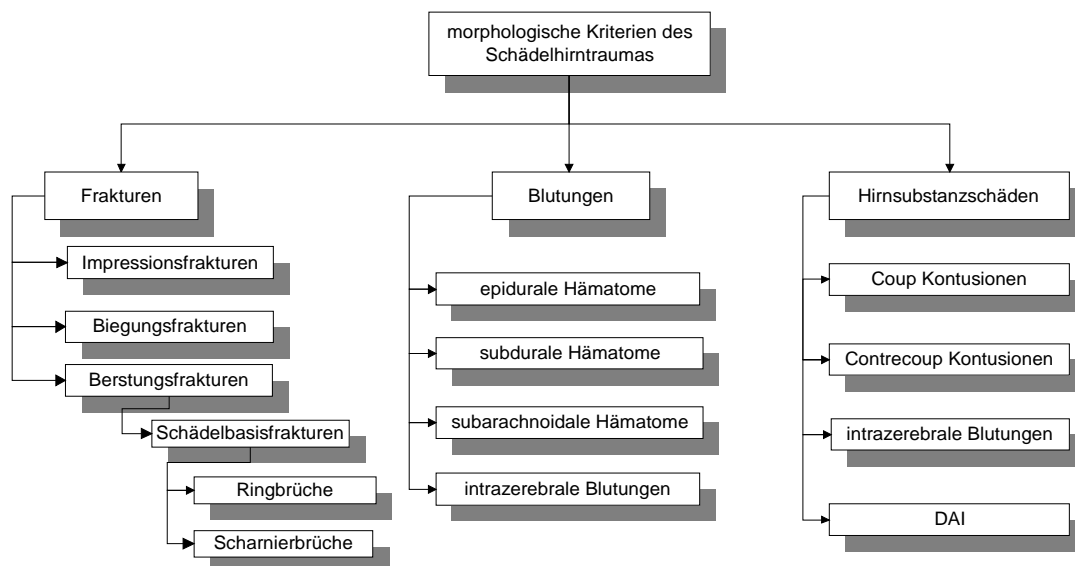 morphologische Kriterien des
Schädelhirntraumas
Frakturen
Impressionsfrakturen
Biegungsfrakturen
Berstungsfrakturen
Schädelbasisfrakturen
Ringbrüche
Scharnierbrüche
Blutungen
epidurale Hämatome
subdurale Hämatome
subarachnoidale Hämatome
intrazerebrale Blutungen
Hirnsubstanzschäden
Coup Kontusionen
Contrecoup Kontusionen
intrazerebrale Blutungen
DAI